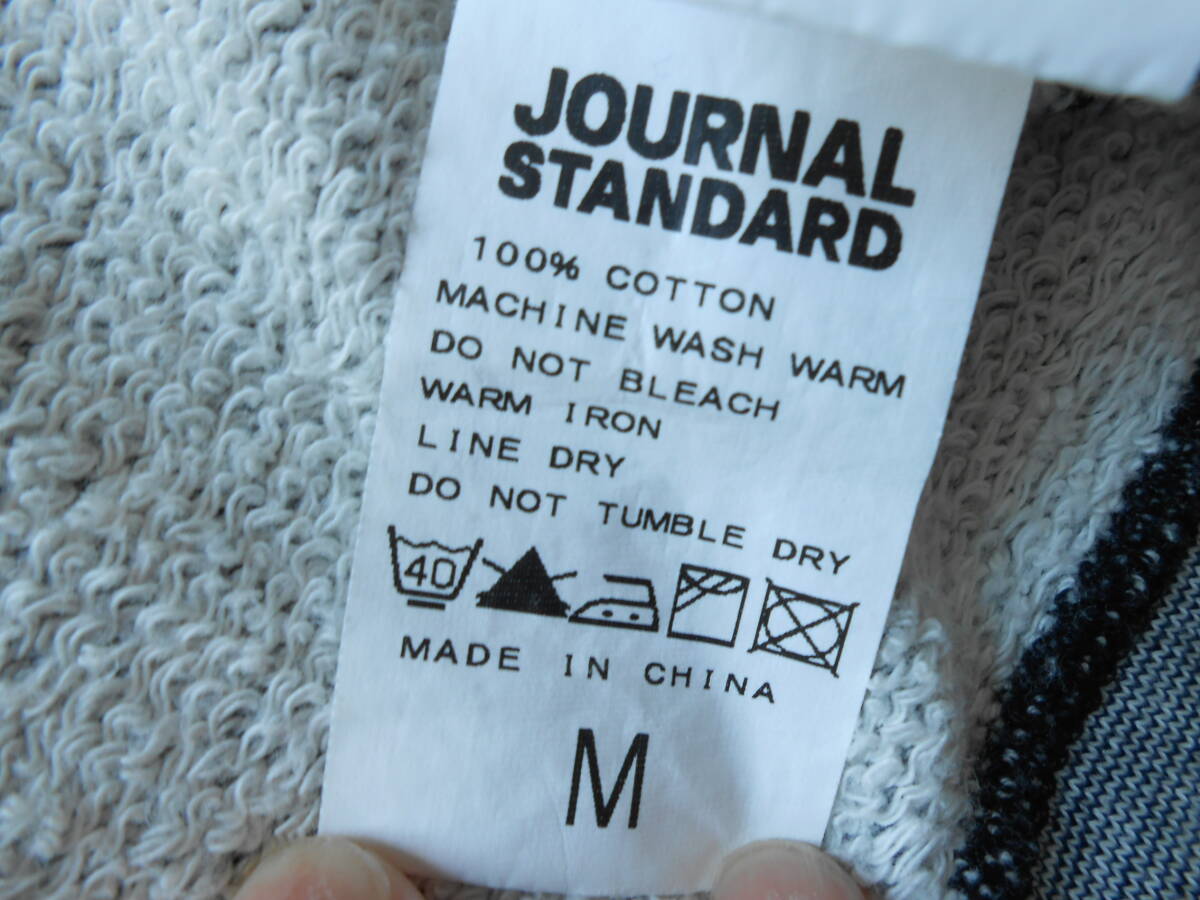 JOURNAL
STANDARD
100% COTTON
MACHINE WASH WARM
DO NOT BLEACH
WARM IRON
LINE DRY
DO NOT TUMBLE DRY
40
MADE IN CHINA
M